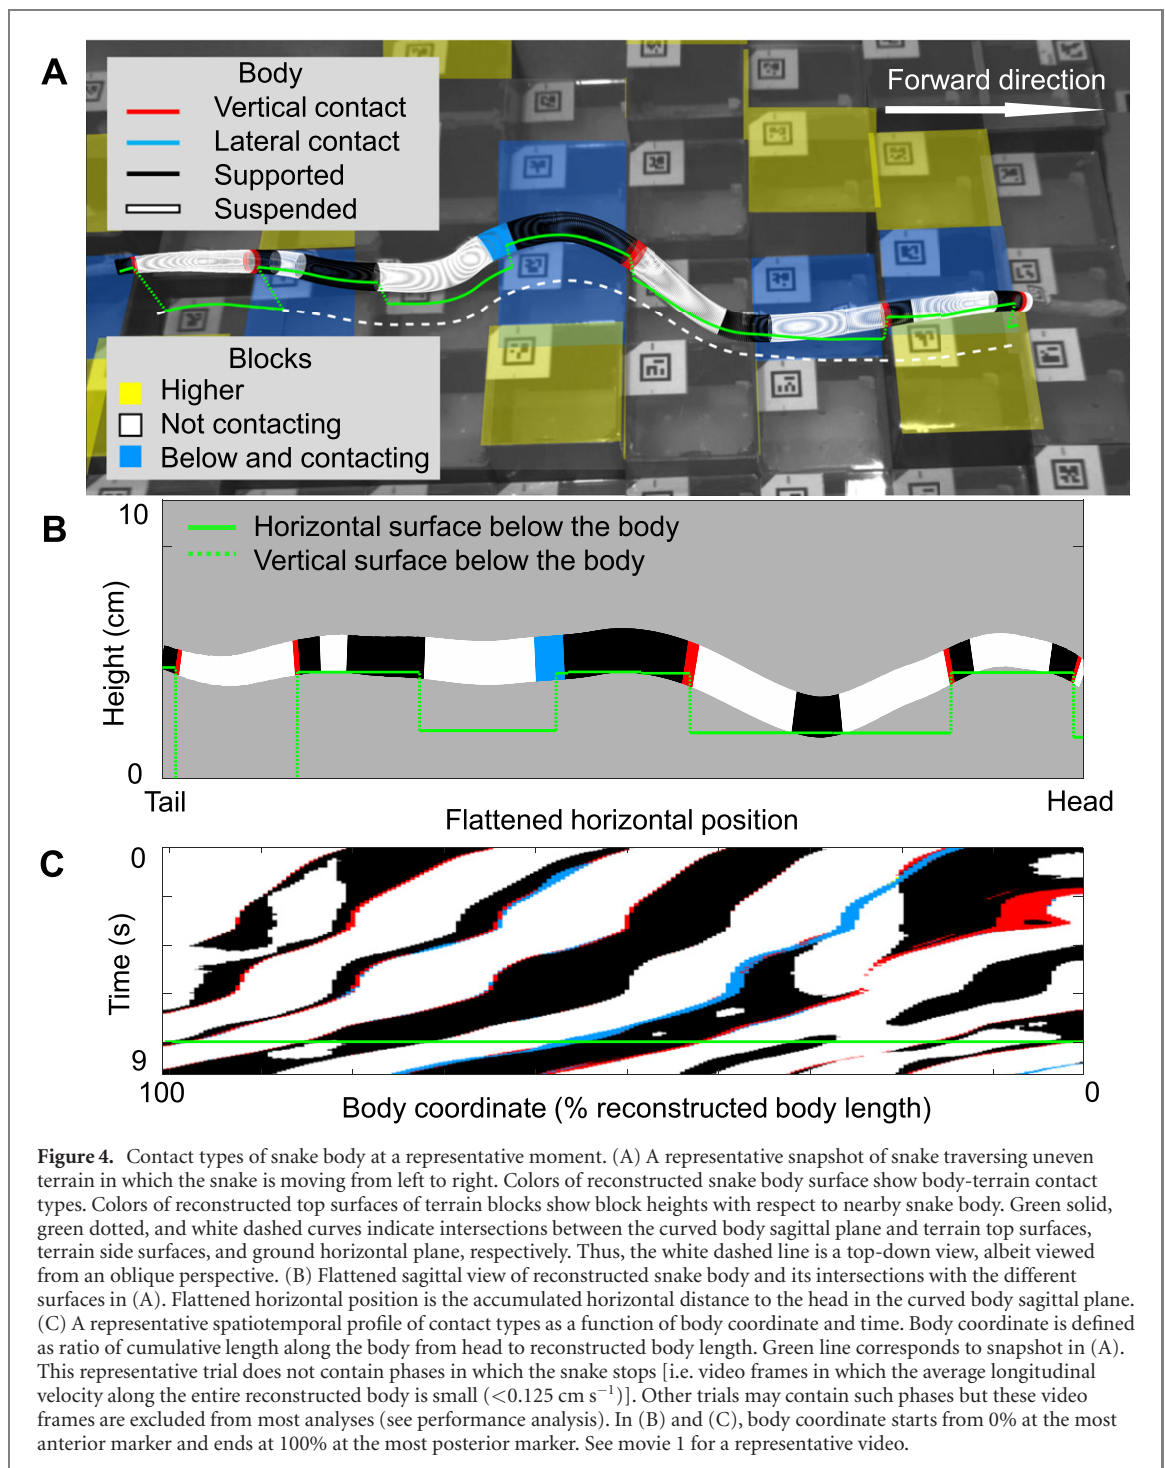 A
Body
Vertical contact
Lateral contact
Supported
Suspended
Forward direction
Blocks
Higher
Not contacting
Below and contacting
B
10
Horizontal surface below the body
Vertical surface below the body
Height (cm)
0
Tail
Head
Flattened horizontal position
C
0
Time (s)
9
100
0
Body coordinate (% reconstructed body length)
Figure 4. Contact types of snake body at a representative moment. (A) A representative snapshot of snake traversing uneven
terrain in which the snake is moving from left to right. Colors of reconstructed snake body surface show body-terrain contact
types. Colors of reconstructed top surfaces of terrain blocks show block heights with respect to nearby snake body. Green solid,
green dotted, and white dashed curves indicate intersections between the curved body sagittal plane and terrain top surfaces,
terrain side surfaces, and ground horizontal plane, respectively. Thus, the white dashed line is a top-down view, albeit viewed
from an oblique perspective. (B) Flattened sagittal view of reconstructed snake body and its intersections with the different
surfaces in (A). Flattened horizontal position is the accumulated horizontal distance to the head in the curved body sagittal plane.
(C) A representative spatiotemporal profile of contact types as a function of body coordinate and time. Body coordinate is defined
as ratio of cumulative length along the body from head to reconstructed body length. Green line corresponds to snapshot in (A).
This representative trial does not contain phases in which the snake stops [i.e. video frames in which the average longitudinal
velocity along the entire reconstructed body is small (<0.125 cm s⁻¹)]. Other trials may contain such phases but these video
frames are excluded from most analyses (see performance analysis). In (B) and (C), body coordinate starts from 0% at the most
anterior marker and ends at 100% at the most posterior marker. See movie 1 for a representative video.